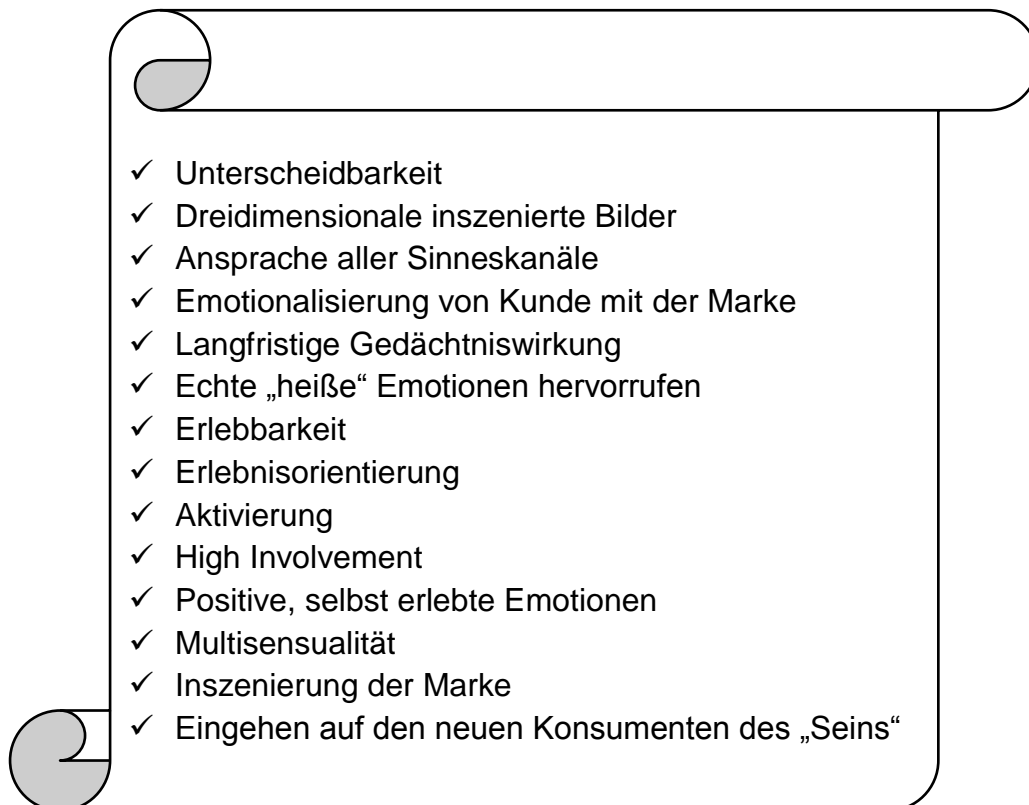 ✓ Unterscheidbarkeit
✓ Dreidimensionale inszenierte Bilder
✓ Ansprache aller Sinneskanäle
✓ Emotionalisierung von Kunde mit der Marke
✓ Langfristige Gedächtniswirkung
✓ Echte „heiße“ Emotionen hervorrufen
✓ Erlebbarkeit
✓ Erlebnisorientierung
✓ Aktivierung
✓ High Involvement
✓ Positive, selbst erlebte Emotionen
✓ Multisensualität
✓ Inszenierung der Marke
✓ Eingehen auf den neuen Konsumenten des „Seins“